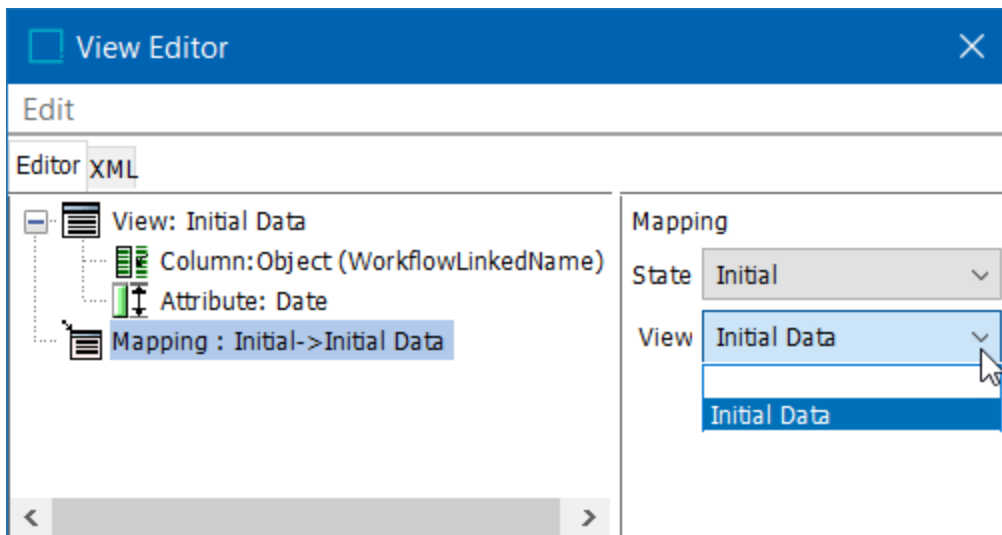 View Editor
Edit
Editor XML
View: Initial Data
Column:Object (WorkflowLinkedName)
Attribute: Date
Mapping : Initial->Initial Data
Mapping
State Initial
View Initial Data
Initial Data